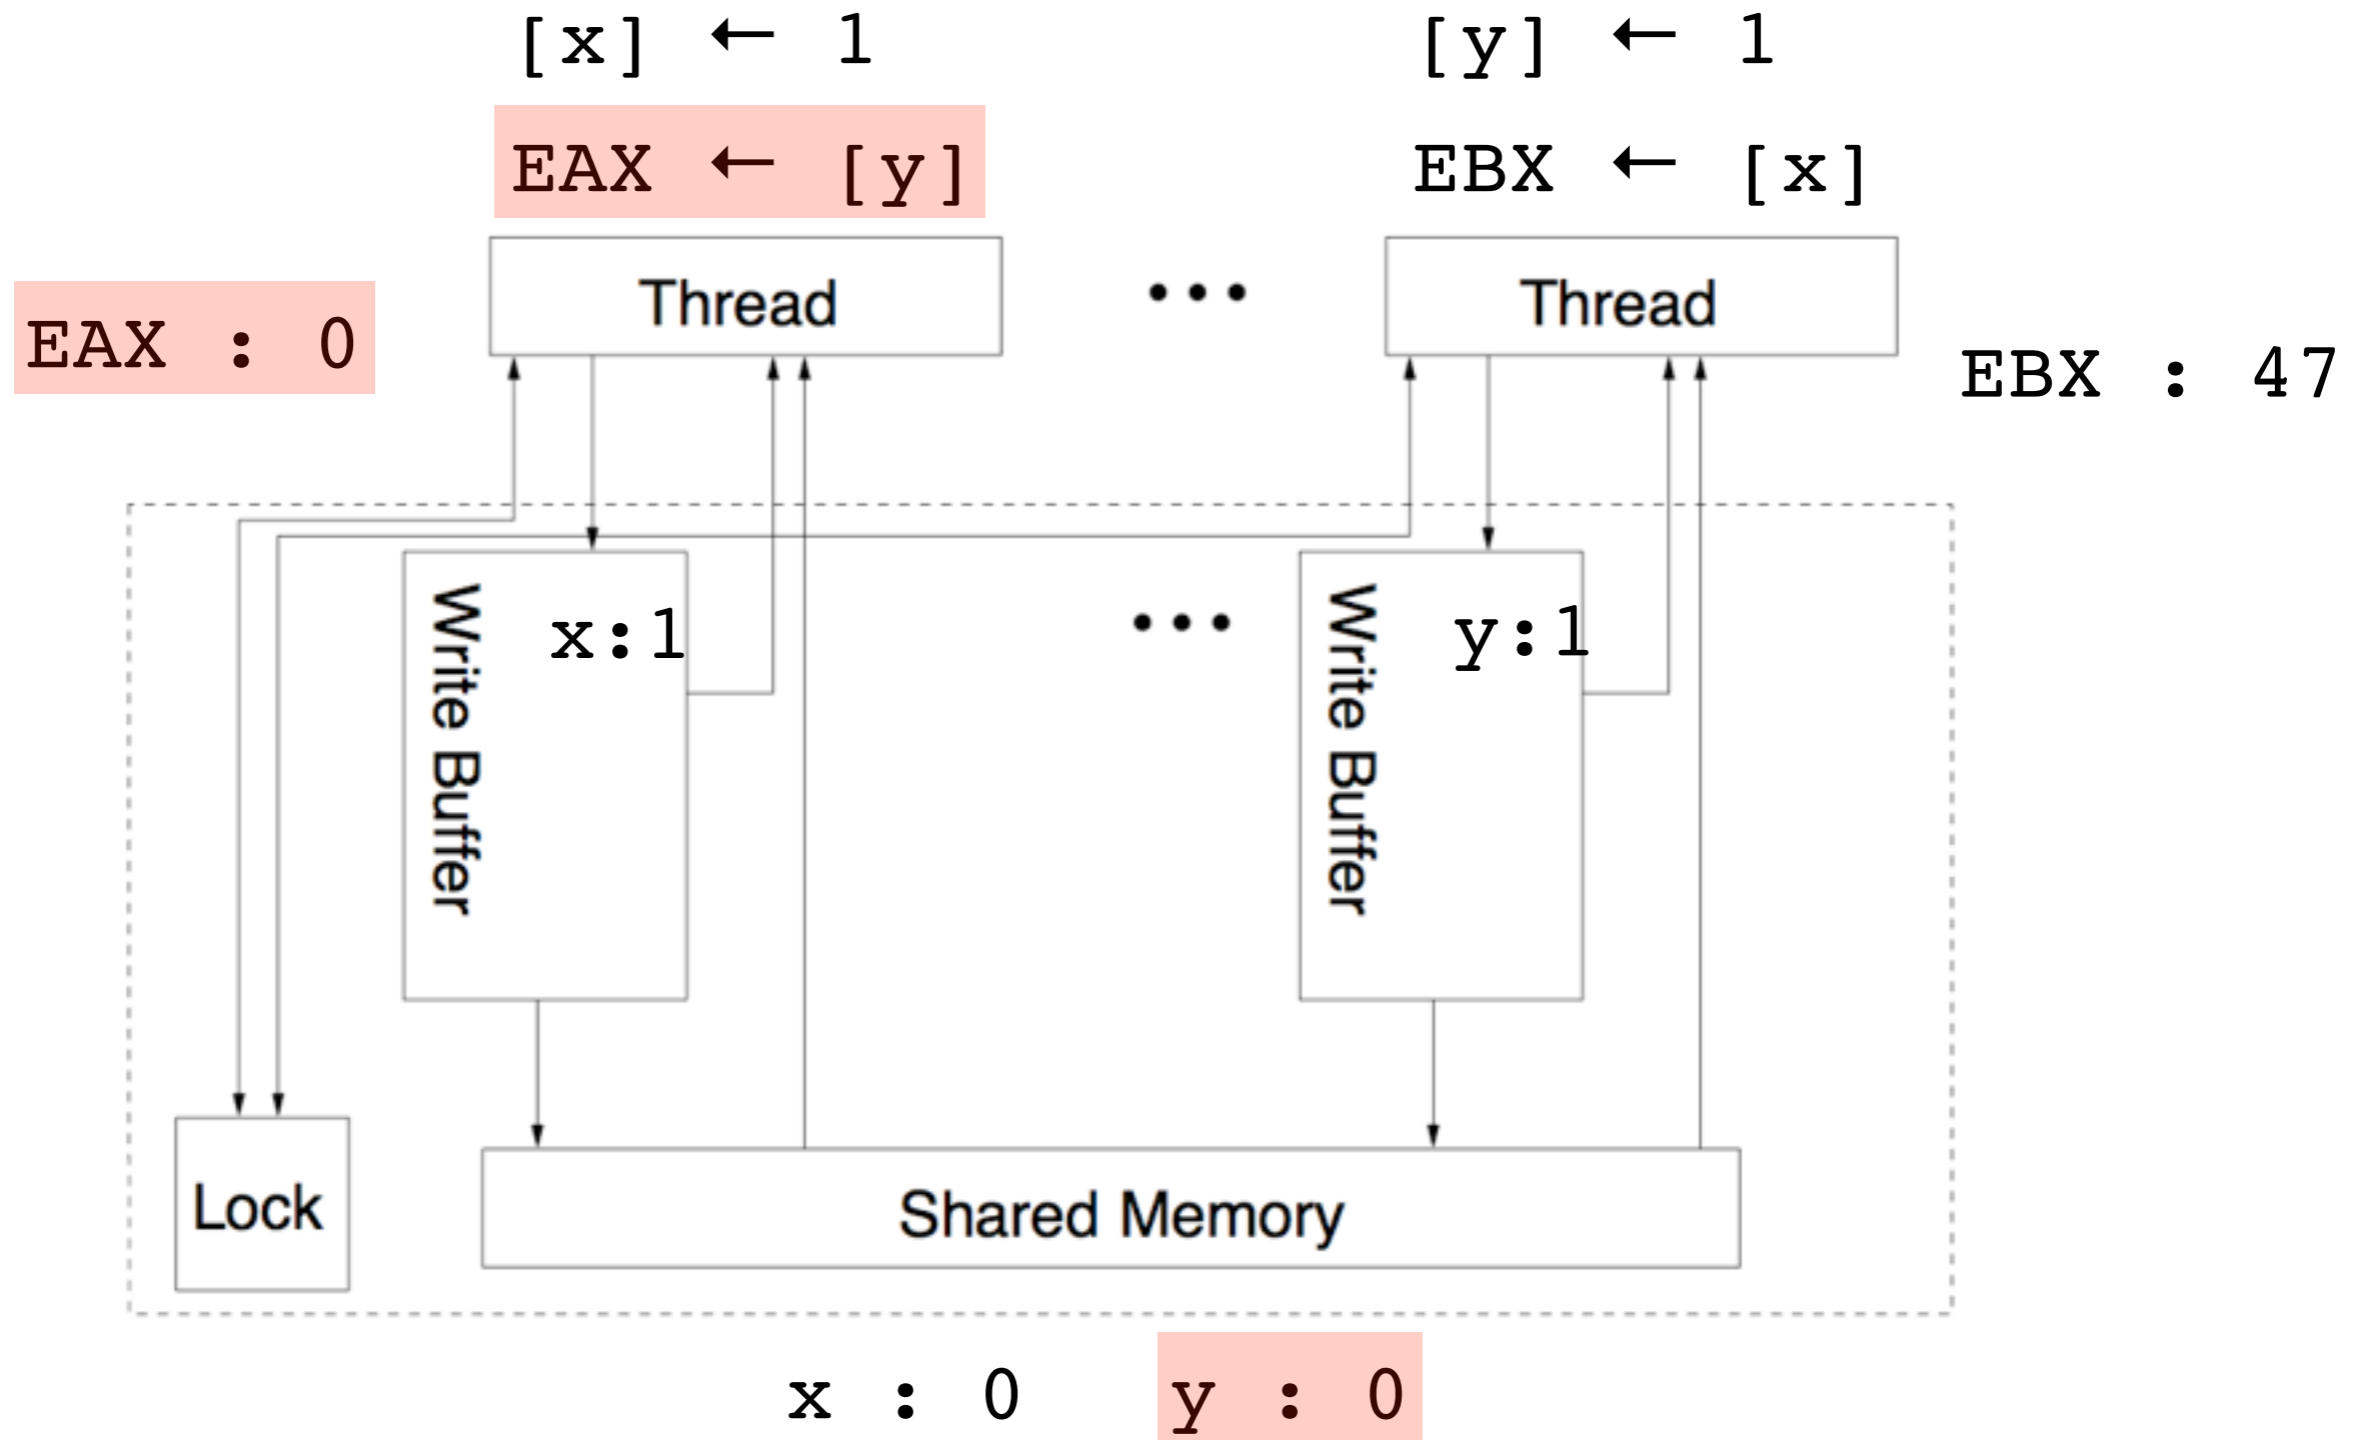 [x] ← 1
[y] ← 1
EAX ← [y]
EBX ← [x]
Thread
...
Thread
EAX : 0
EBX : 47
Write Buffer
x:1
...
Write Buffer
y:1
Lock
Shared Memory
x : 0
y : 0